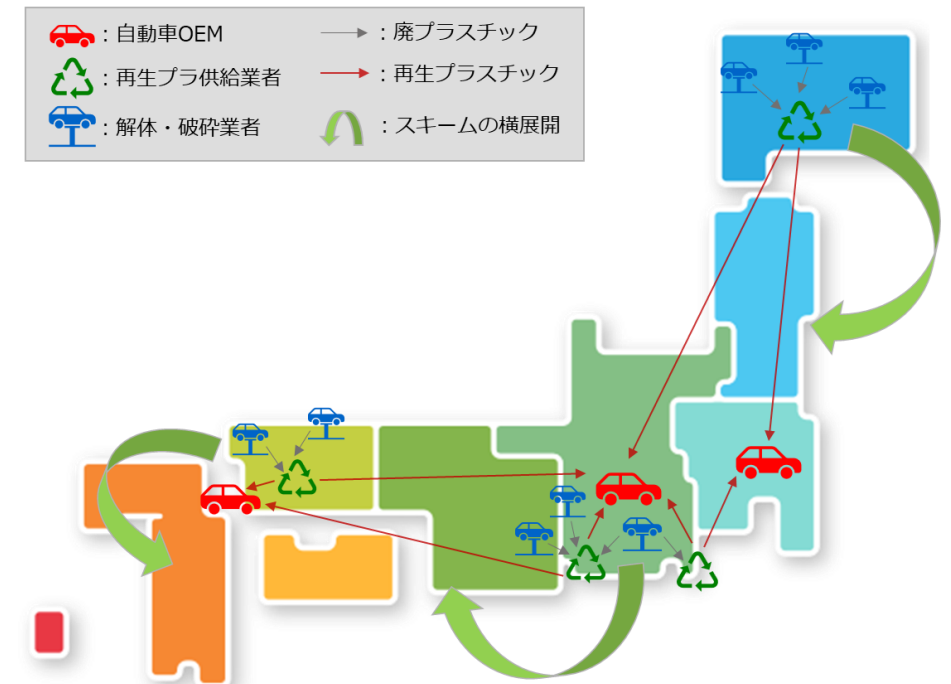 ：自動車OEM
：廃プラスチック
：再生プラ供給業者
：再生プラスチック
：解体・破砕業者
：スキームの横展開